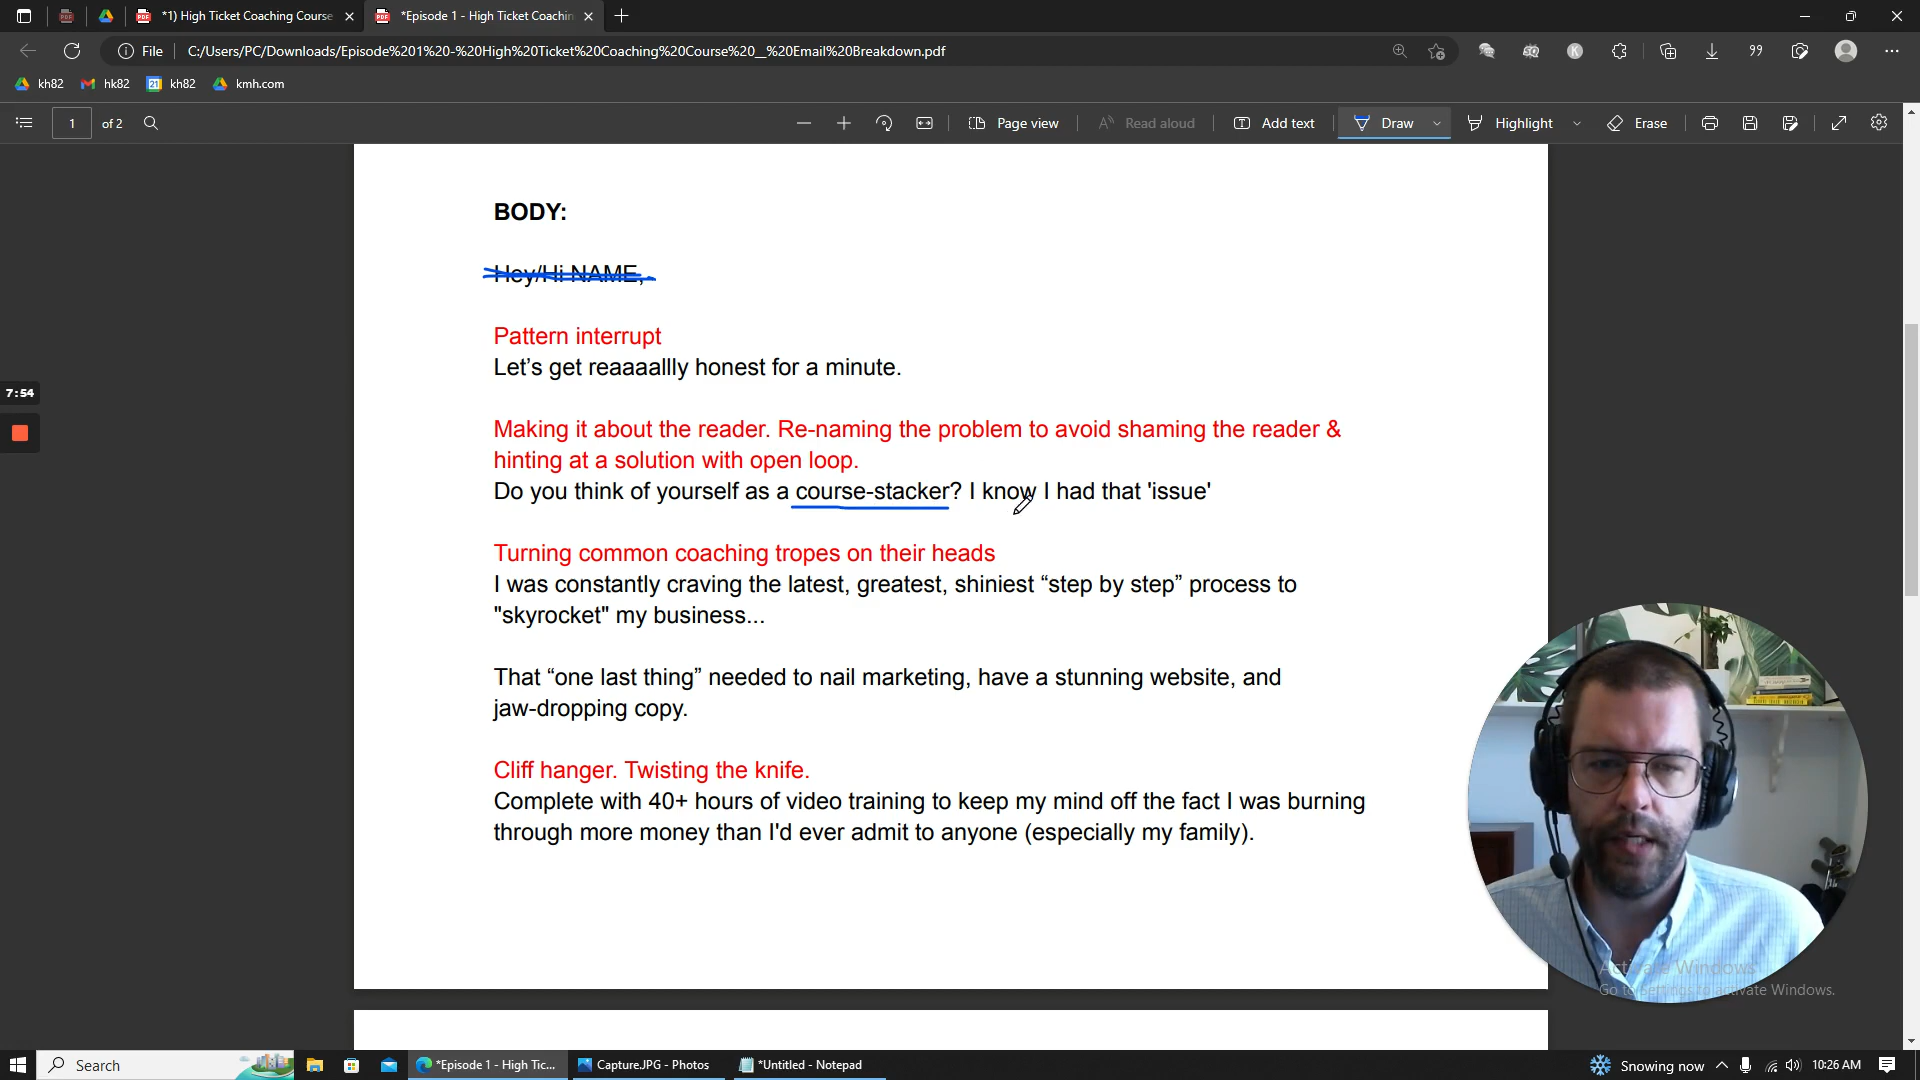 *1) High Ticket Coaching Course
*Episode 1 - High Ticket Coachin
File
C:/Users/PC/Downloads/Episode%201%20-%20High%20Ticket%20Coaching%20Course%20__%20Email%20Breakdown.pdf
kh82
hk82
kh82
kmh.com
1 of 2
Page view
Read aloud
Add text
Draw
Highlight
Erase
BODY:
Hey/Hi NAME,
Pattern interrupt
Let’s get reaaaallly honest for a minute.
7:54
Making it about the reader. Re-naming the problem to avoid shaming the reader &
hinting at a solution with open loop.
Do you think of yourself as a course-stacker? I know I had that 'issue'
Turning common coaching tropes on their heads
I was constantly craving the latest, greatest, shiniest “step by step” process to
"skyrocket" my business...
That “one last thing” needed to nail marketing, have a stunning website, and
jaw-dropping copy.
Cliff hanger. Twisting the knife.
Complete with 40+ hours of video training to keep my mind off the fact I was burning
through more money than I'd ever admit to anyone (especially my family).
Activate Windows
Go to Settings to activate Windows.
Search
*Episode 1 - High Tic...
Capture.JPG - Photos
*Untitled - Notepad
Snowing now
10:26 AM